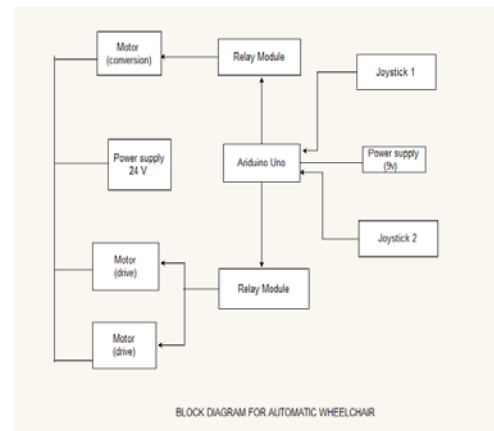 Motor
(conversion)
Relay Module
Joystick 1
Power supply
24 V
Ariduino Uno
Power supply
(9v)
Joystick 2
Motor
(drive)
Relay Module
Motor
(drive)
BLOCK DIAGRAM FOR AUTOMATIC WHEELCHAIR